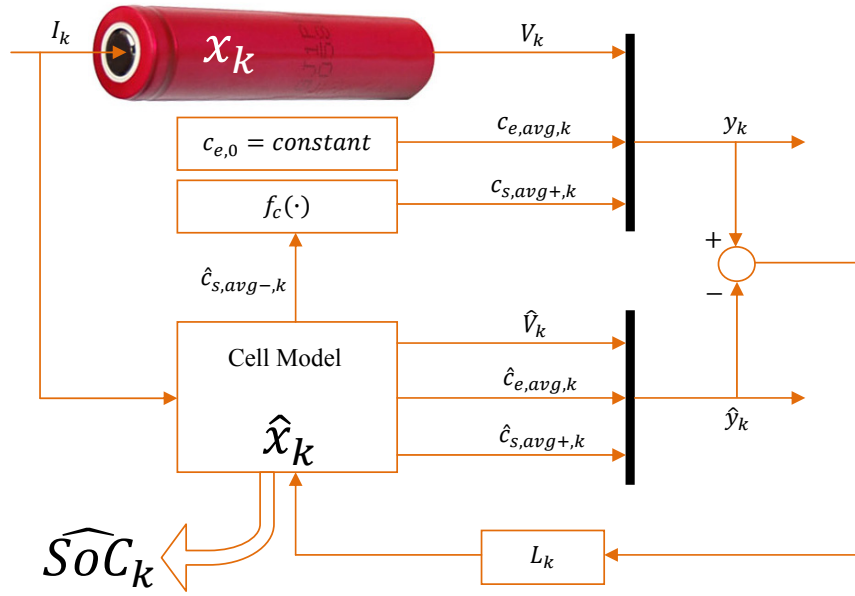 I_k
x_k
V_k
c_{e,0} = constant
c_{e,avg,k}
y_k
f_c(·)
c_{s,avg+,k}
+
ĉ_{s,avg-,k}
−
V̂_k
Cell Model
ĉ_{e,avg,k}
x̂_k
ŷ_k
ĉ_{s,avg+,k}
\widehat{SoC}_k
L_k